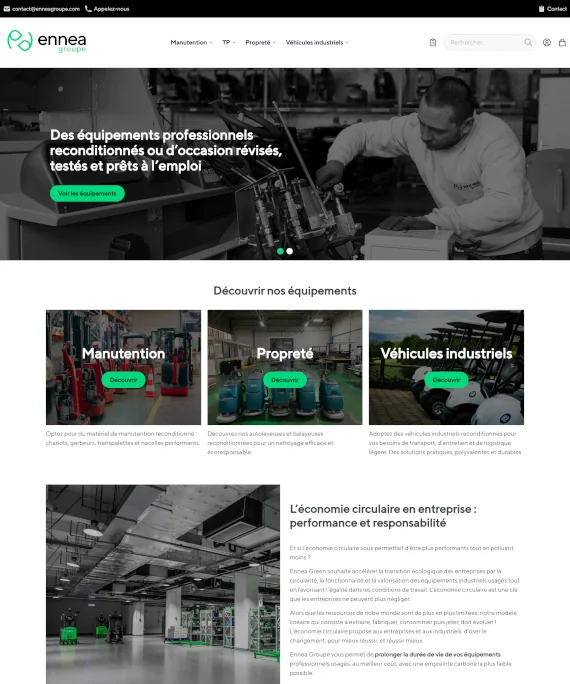 contact@enneagroupe.com
Appelez-nous
Contact
ennea
groupe
Manutention
TP
Propreté
Véhicules industriels
Rechercher...
Des équipements professionnels
reconditionnés ou d’occasion révisés,
testés et prêts à l’emploi
Voir les équipements
Découvrir nos équipements
Manutention
Découvrir
Propreté
Découvrir
Véhicules industriels
Découvrir
Optez pour du matériel de manutention reconditionné :
chariots, gerbeurs, transpalettes et nacelles performants.
Découvrez nos autolaveuses et balayeuses
reconditionnées pour un nettoyage efficace et
écoresponsable.
Adoptez des véhicules industriels reconditionnés pour
vos besoins de transport, d’entretien et de logistique
légère. Des solutions pratiques, polyvalentes et durables.
L’économie circulaire en entreprise :
performance et responsabilité
Et si l’économie circulaire vous permettait d’être plus performants tout en polluant
moins ?
Ennea Green souhaite accélérer la transition écologique des entreprises par la
circularité, la fonctionnalité et la valorisation des équipements industriels usagés tout
en favorisant l’égalité dans les conditions de travail. L’économie circulaire est une clé
que les entreprises ne peuvent plus négliger.
Alors que les ressources de notre monde sont de plus en plus limitées, notre modèle
linéaire qui consiste à extraire, fabriquer, consommer puis jeter, doit évoluer !
L’économie circulaire propose aux entreprises et aux industriels d’oser le
changement, pour mieux réussir, et réussir mieux.
Ennea Groupe vous permet de prolonger la durée de vie de vos équipements
professionnels usagés, au meilleur coût, avec une empreinte carbone la plus faible
possible.